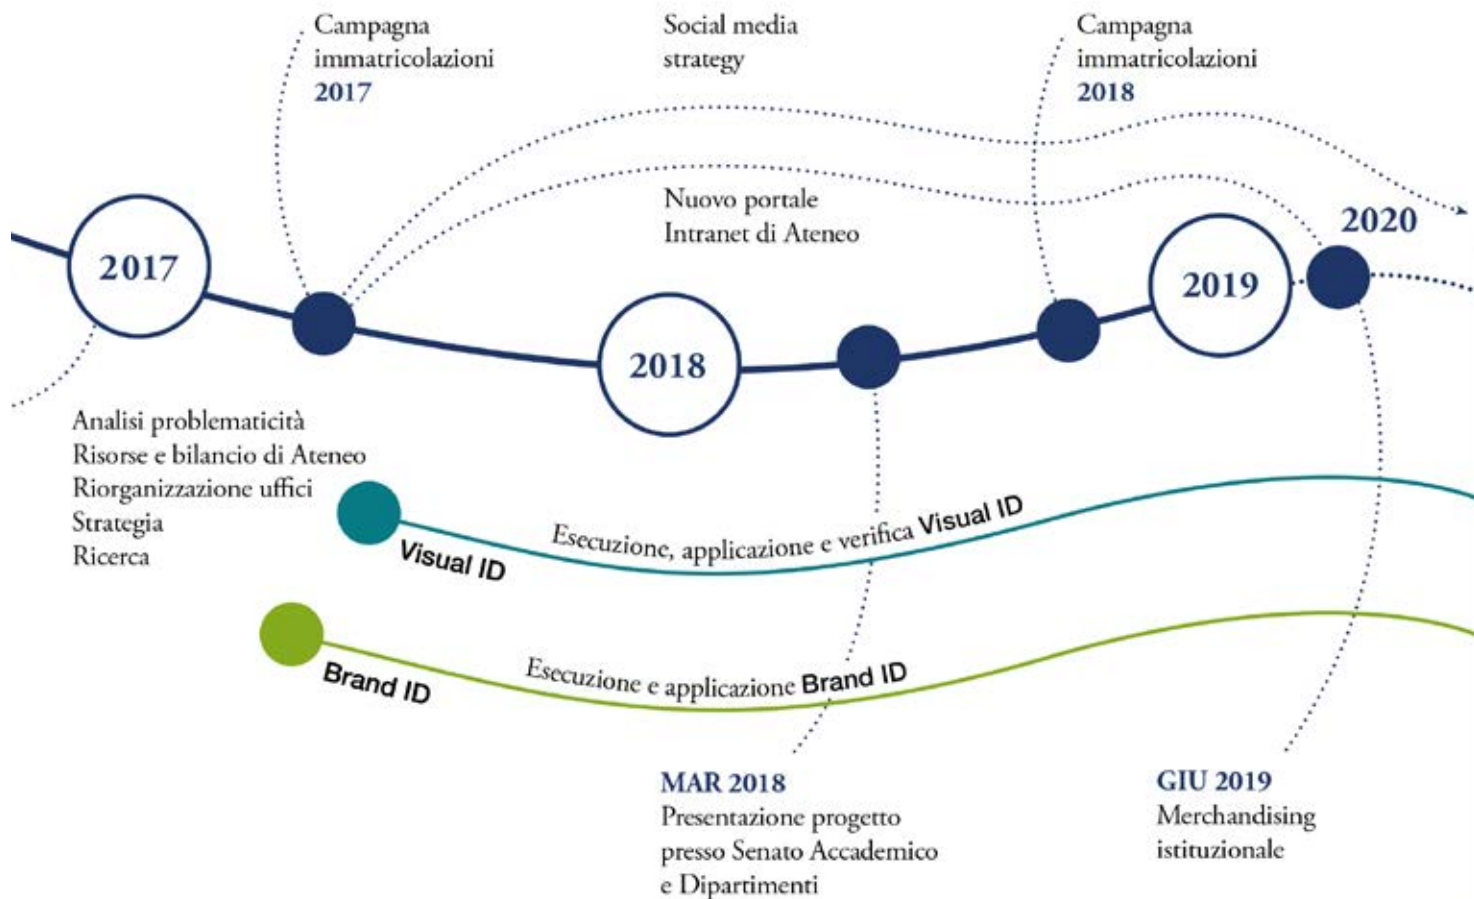 Campagna
immatricolazioni
2017
Social media
strategy
Campagna
immatricolazioni
2018
Nuovo portale
Intranet di Ateneo
2017
2018
2019
2020
Analisi problematicità
Risorse e bilancio di Ateneo
Riorganizzazione uffici
Strategia
Ricerca
Visual ID
Esecuzione, applicazione e verifica Visual ID
Brand ID
Esecuzione e applicazione Brand ID
MAR 2018
Presentazione progetto
presso Senato Accademico
e Dipartimenti
GIU 2019
Merchandising
istituzionale